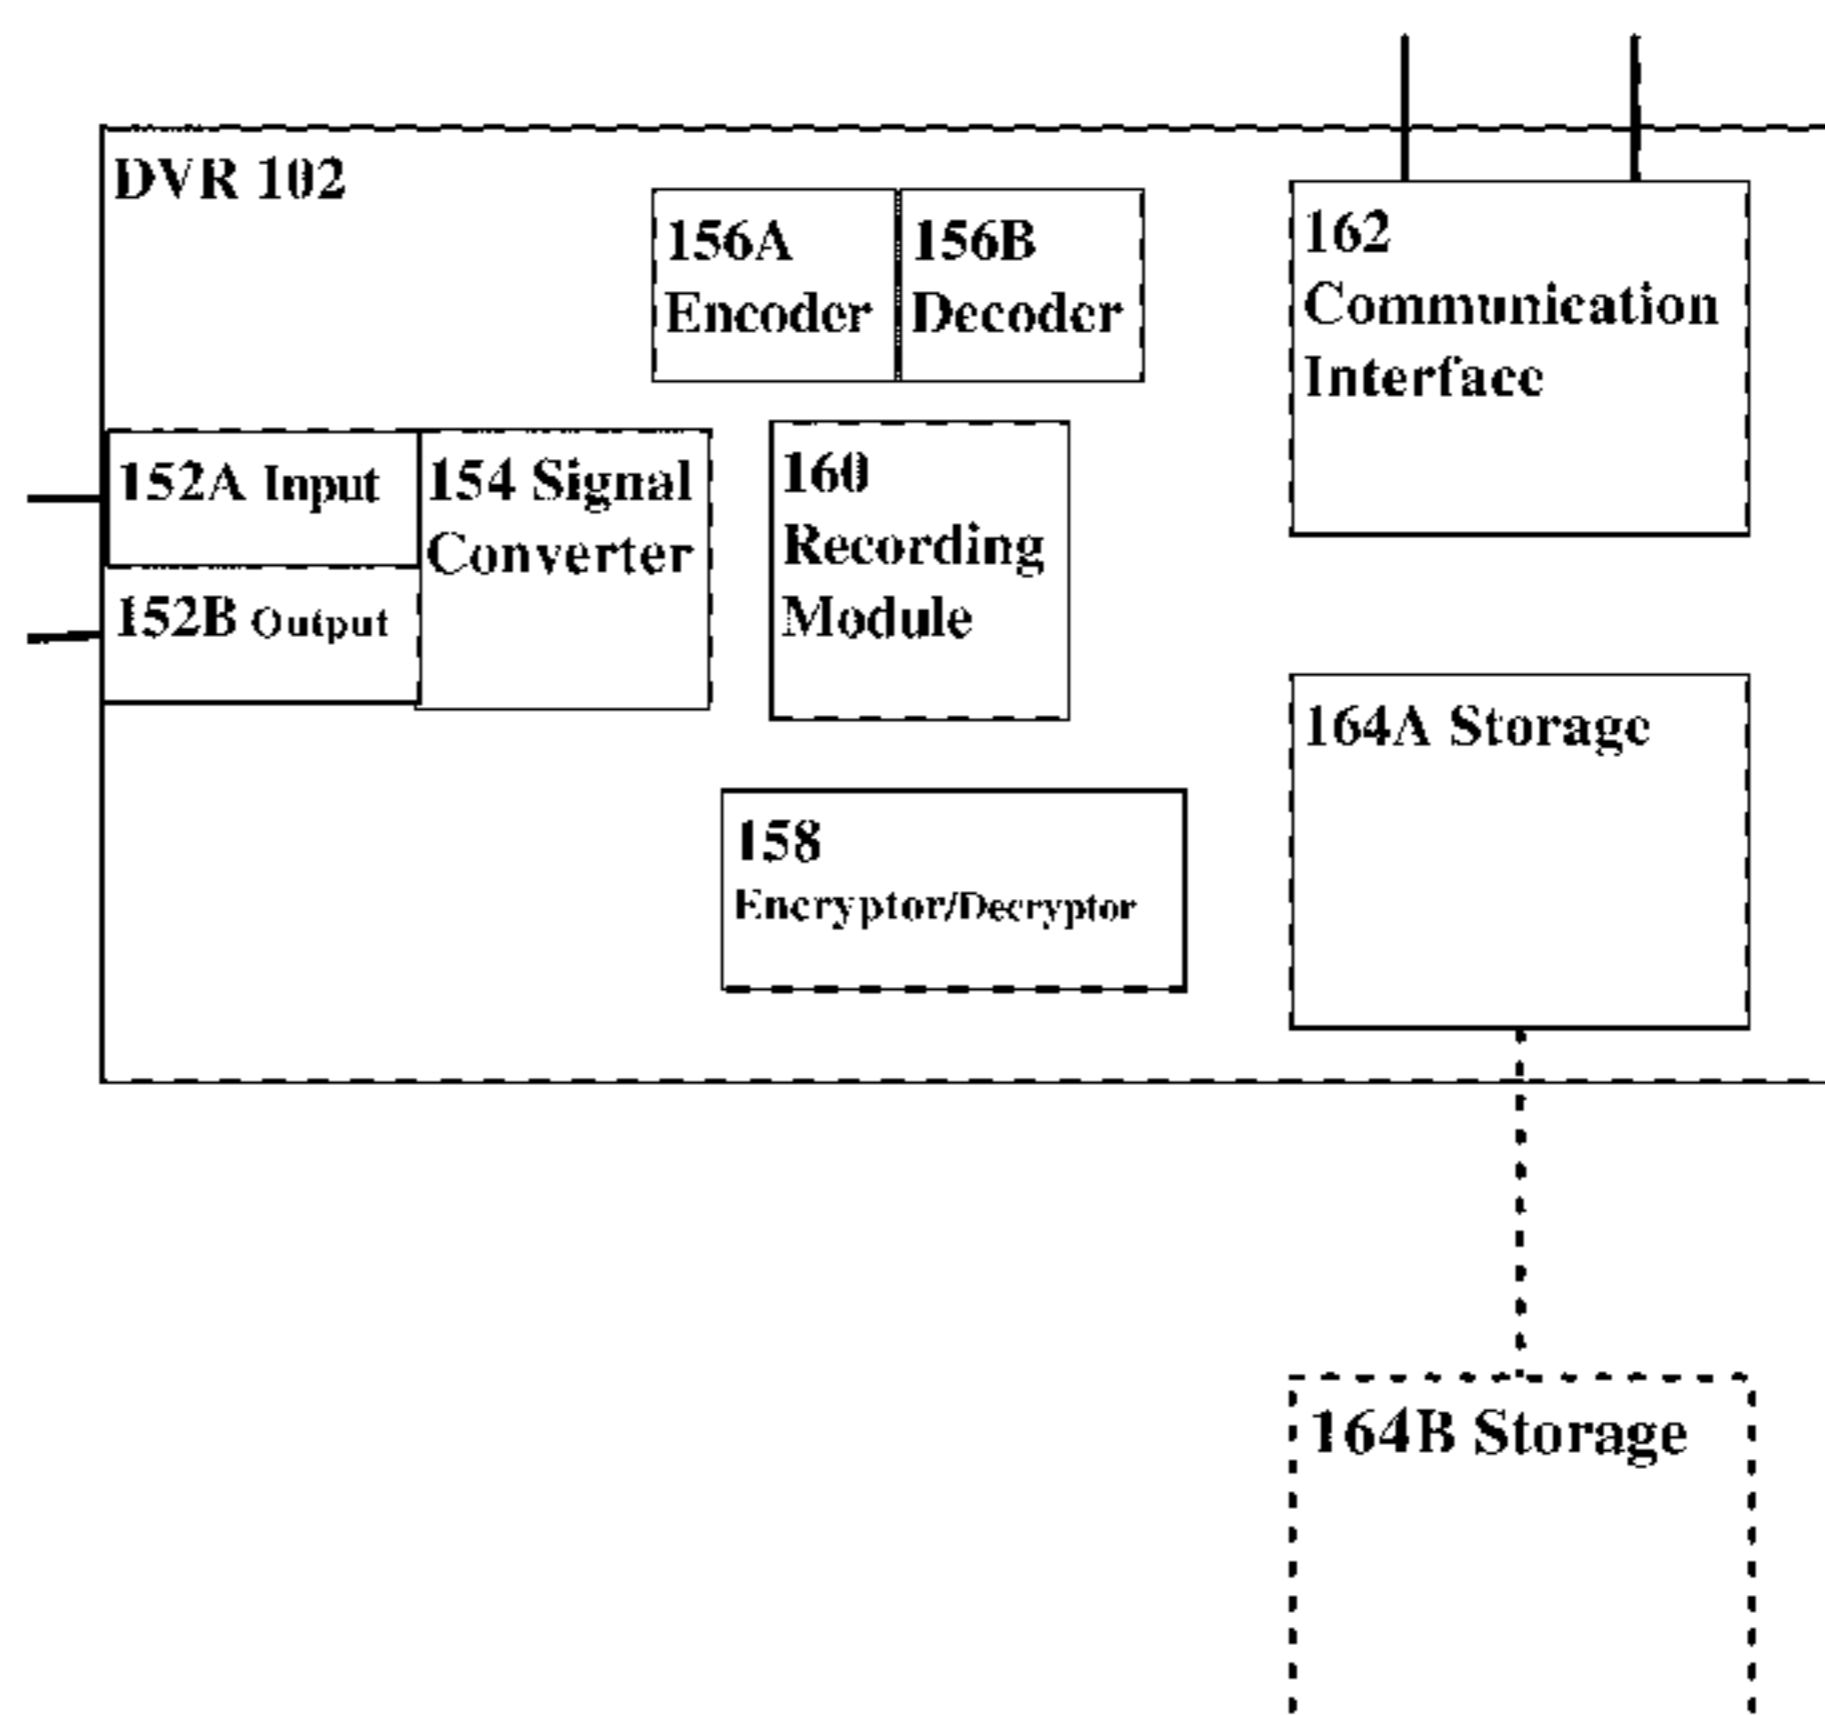 DVR 102
156A
Encoder
156B
Decoder
162
Communication
Interface
152A Input
152B Output
154 Signal
Converter
160
Recording
Module
158
Encryptor/Decryptor
164A Storage
164B Storage